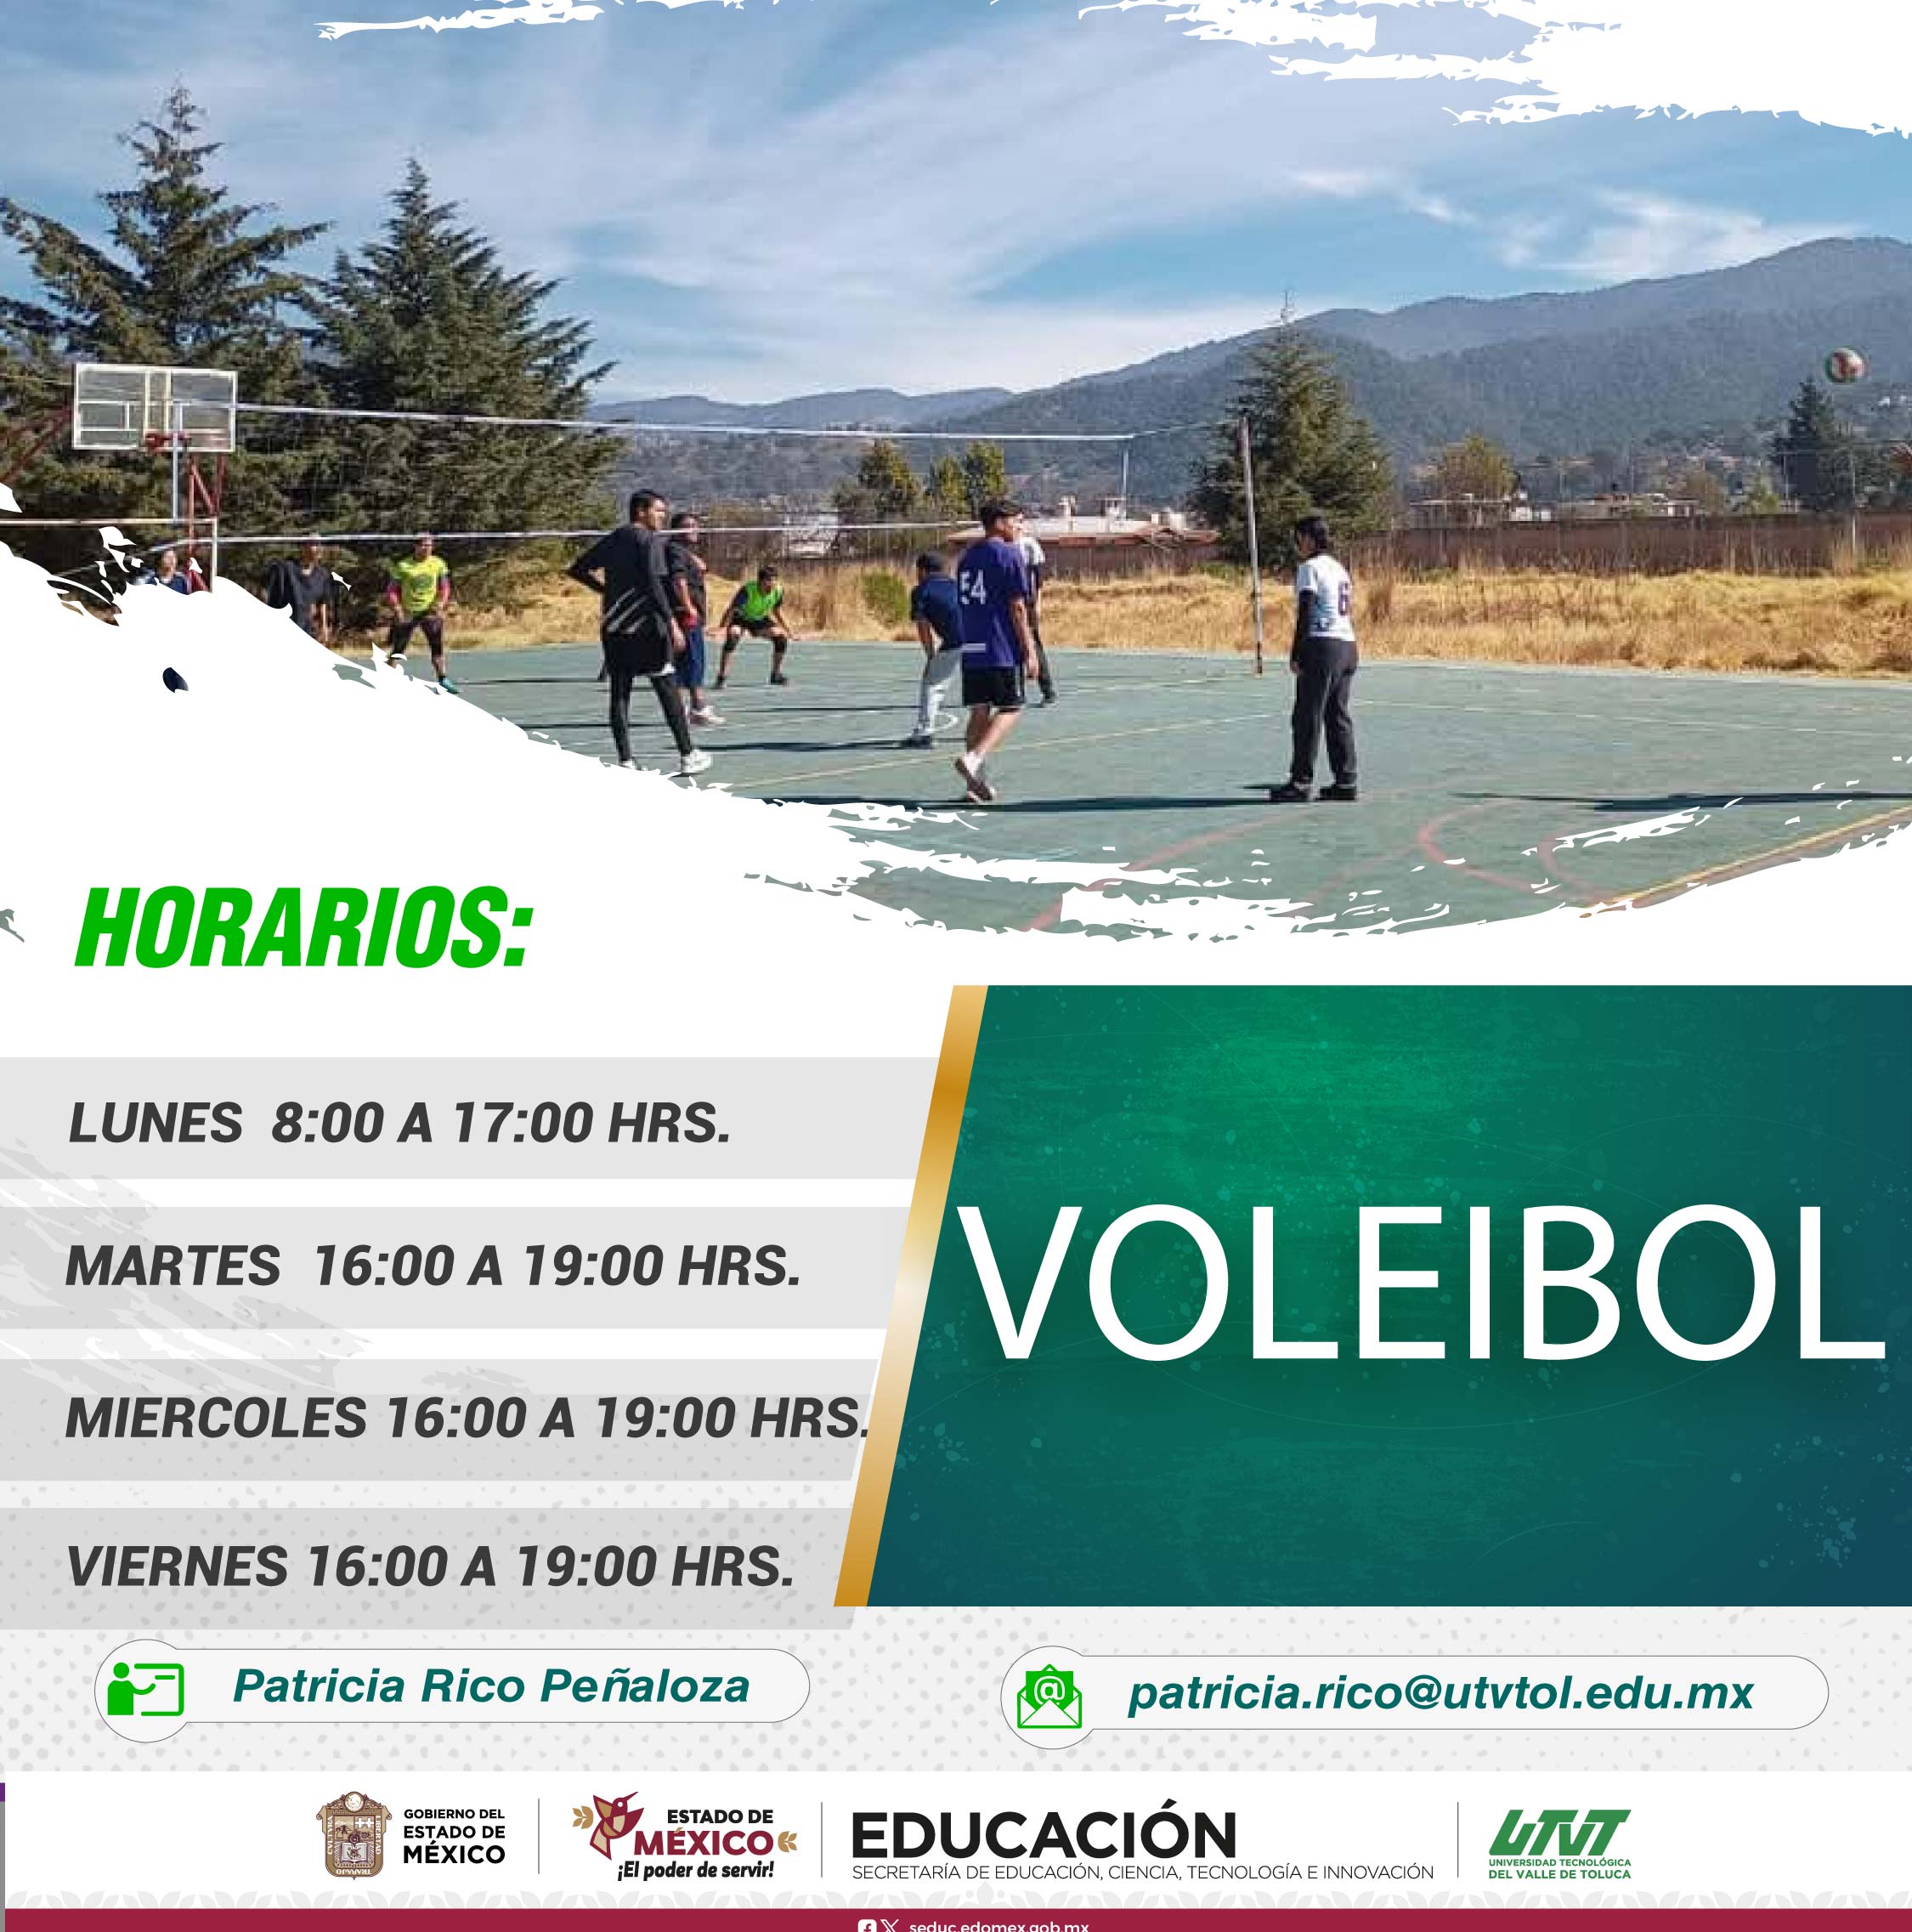 54
6
HORARIOS:
LUNES 8:00 A 17:00 HRS.
MARTES 16:00 A 19:00 HRS.
MIERCOLES 16:00 A 19:00 HRS.
VIERNES 16:00 A 19:00 HRS.
VOLEIBOL
Patricia Rico Peñaloza
patricia.rico@utvtol.edu.mx
GOBIERNO DEL
ESTADO DE
MÉXICO
ESTADO DE
MÉXICO
¡El poder de servir!
EDUCACIÓN
SECRETARÍA DE EDUCACIÓN, CIENCIA, TECNOLOGÍA E INNOVACIÓN
UTVT
UNIVERSIDAD TECNOLÓGICA
DEL VALLE DE TOLUCA
seduc.edomex.gob.mx